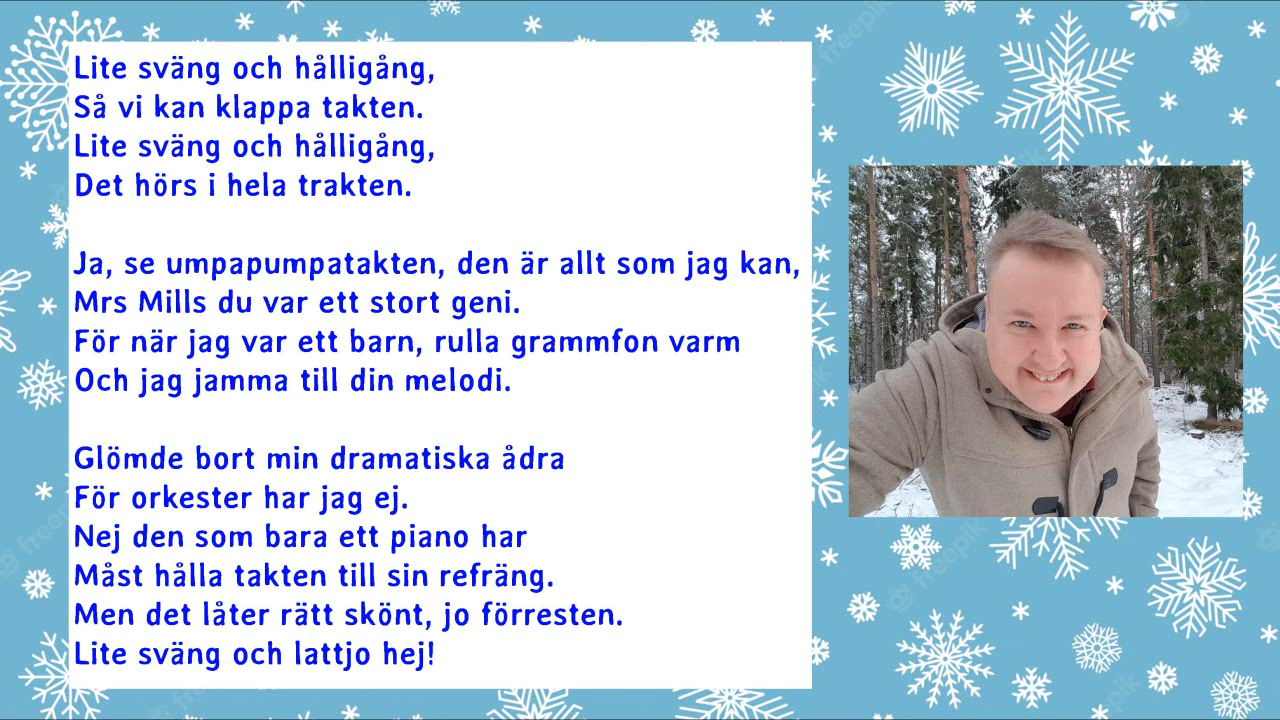 Lite sväng och hålligång,
Så vi kan klappa takten.
Lite sväng och hålligång,
Det hörs i hela trakten.
Ja, se umpapumpatakten, den är allt som jag kan,
Mrs Mills du var ett stort geni.
För när jag var ett barn, rulla grammfon varm
Och jag jamma till din melodi.
Glömde bort min dramatiska ådra
För orkester har jag ej.
Nej den som bara ett piano har
Måst hålla takten till sin refräng.
Men det låter rätt skönt, jo förresten.
Lite sväng och lattjo hej!